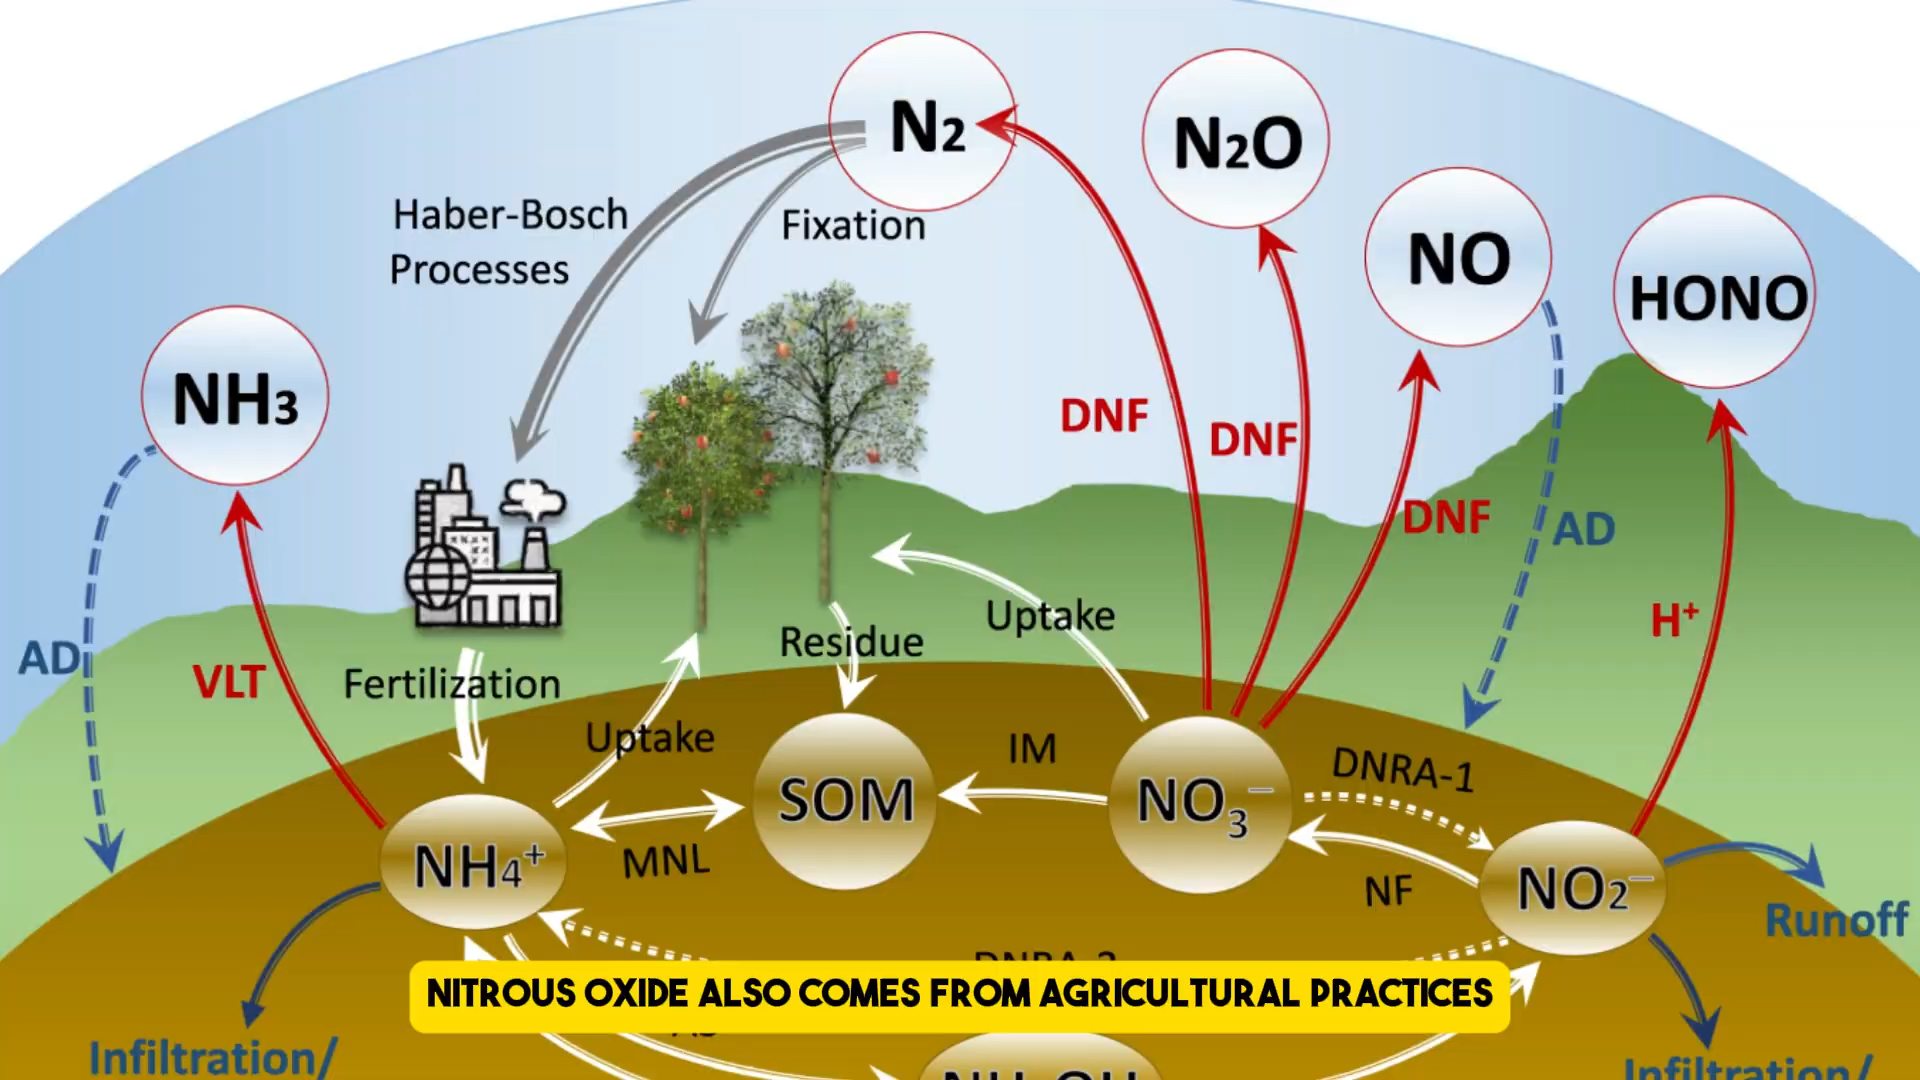 N2
N2O
NO
HONO
Haber-Bosch
Processes
Fixation
NH3
DNF
DNF
DNF
AD
H+
AD
VLT
Fertilization
Uptake
Residue
Uptake
SOM
IM
NO3−
DNRA-1
NH4+
MNL
NF
NO2−
Runoff
NITROUS OXIDE ALSO COMES FROM AGRICULTURAL PRACTICES
Infiltration/
Infiltration/